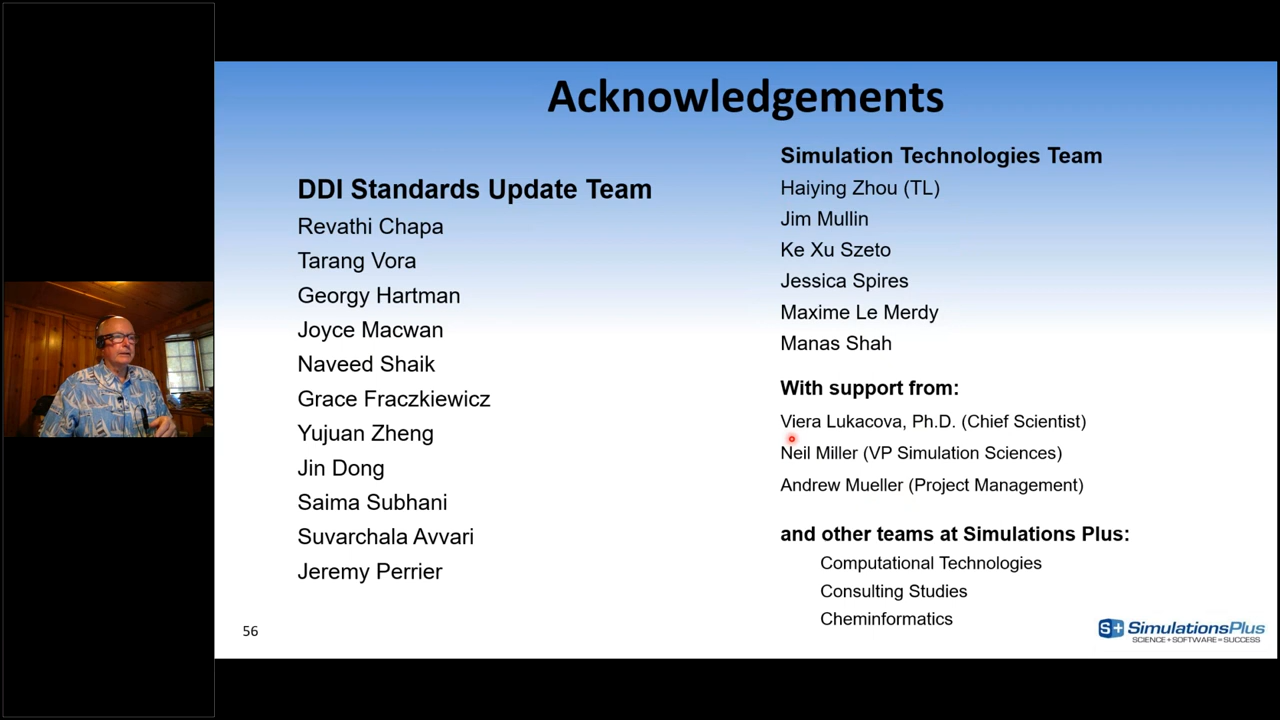 Acknowledgements
DDI Standards Update Team
Revathi Chapa
Tarang Vora
Georgy Hartman
Joyce Macwan
Naveed Shaik
Grace Fraczkiewicz
Yujuan Zheng
Jin Dong
Saima Subhani
Suvarchala Avvari
Jeremy Perrier
Simulation Technologies Team
Haiying Zhou (TL)
Jim Mullin
Ke Xu Szeto
Jessica Spires
Maxime Le Merdy
Manas Shah
With support from:
Viera Lukacova, Ph.D. (Chief Scientist)
Neil Miller (VP Simulation Sciences)
Andrew Mueller (Project Management)
and other teams at Simulations Plus:
Computational Technologies
Consulting Studies
Cheminformatics
56
S+ SimulationsPlus
SCIENCE + SOFTWARE = SUCCESS